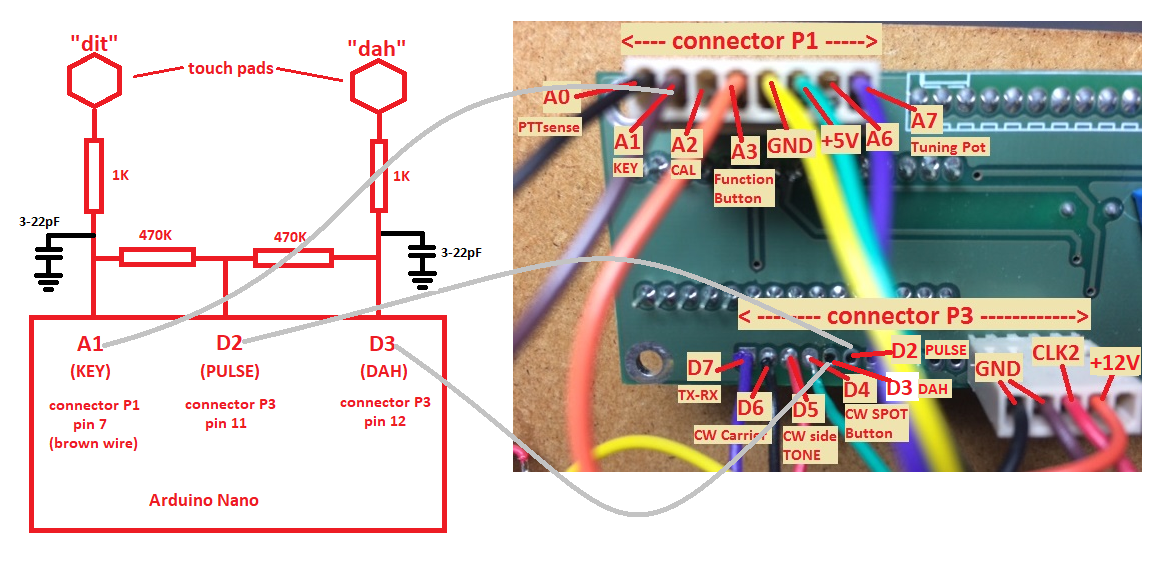 "dit"
"dah"
touch pads
1K
1K
3-22pF
3-22pF
470K
470K
A1
(KEY)
connector P1
pin 7
(brown wire)
D2
(PULSE)
connector P3
pin 11
D3
(DAH)
connector P3
pin 12
Arduino Nano
<---- connector P1 ----->
A0
PTTsense
A1
KEY
A2
CAL
A3
Function
Button
GND
+5V
A6
A7
Tuning Pot
< -------- connector P3 ------------>
D7
TX-RX
D6
CW Carrier
D5
CW side
TONE
D4
CW SPOT
Button
D3
DAH
D2
PULSE
GND
CLK2
+12V